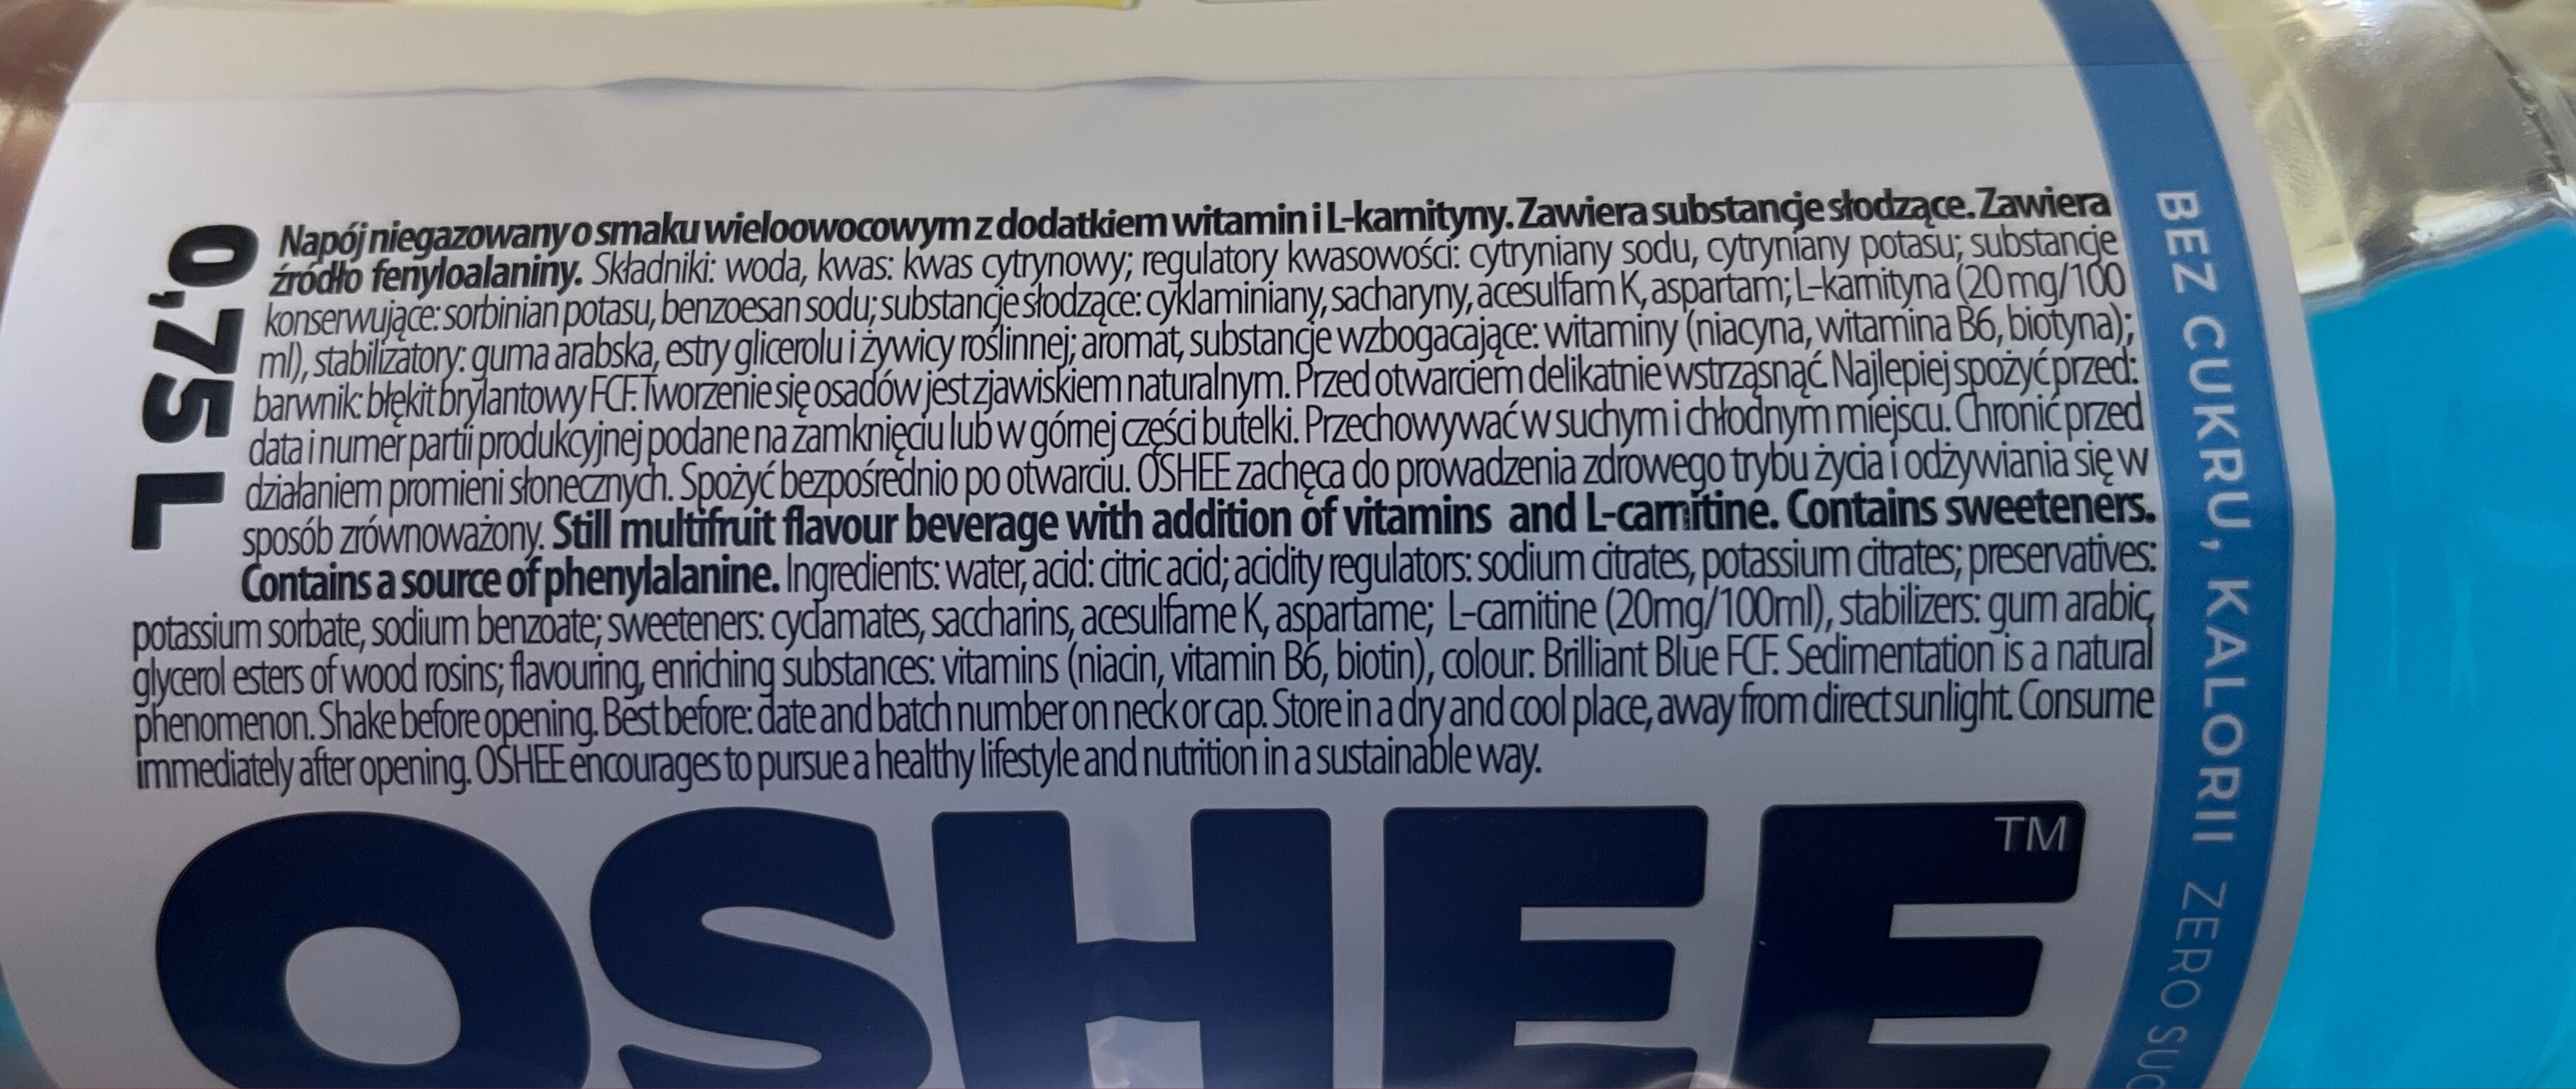 Napój niegazowany o smaku wieloowocowym z dodatkiem witamin i L-karnityny. Zawiera substancje słodzące. Zawiera
źródło fenyloalaniny. Składniki: woda, kwas: kwas cytrynowy; regulatory kwasowości: cytryniany sodu, cytryniany potasu; substancje
konserwujące: sorbinian potasu, benzoesan sodu; substancje słodzące: cyklaminiany, sacharyny, acesulfam K, aspartam; L-karnityna (20 mg/100
ml), stabilizatory: guma arabska, estry glicerolu i żywicy roślinnej; aromat, substancje wzbogacające: witaminy (niacyna, witamina B6, biotyna);
barwnik: błękit brylantowy FCF. Tworzenie się osadów jest zjawiskiem naturalnym. Przed otwarciem delikatnie wstrząsnąć. Najlepiej spożyć przed:
data i numer partii produkcyjnej podane na zamknięciu lub w górnej części butelki. Przechowywać w suchym i chłodnym miejscu. Chronić przed
działaniem promieni słonecznych. Spożyć bezpośrednio po otwarciu. OSHEE zachęca do prowadzenia zdrowego trybu życia i odżywiania się w
sposób zrównoważony. Still multifruit flavour beverage with addition of vitamins and L-carnitine. Contains sweeteners.
Contains a source of phenylalanine. Ingredients: water, acid: citric acid; acidity regulators: sodium citrates, potassium citrates; preservatives:
potassium sorbate, sodium benzoate; sweeteners: cyclamates, saccharins, acesulfame K, aspartame; L-carnitine (20mg/100ml), stabilizers: gum arabic,
glycerol esters of wood rosins; flavouring, enriching substances: vitamins (niacin, vitamin B6, biotin), colour: Brilliant Blue FCF. Sedimentation is a natural
phenomenon. Shake before opening. Best before: date and batch number on neck or cap. Store in a dry and cool place, away from direct sunlight. Consume
immediately after opening. OSHEE encourages to pursue a healthy lifestyle and nutrition in a sustainable way.
0,75 L
OSHEE TM
BEZ CUKRU, KALORII ZERO